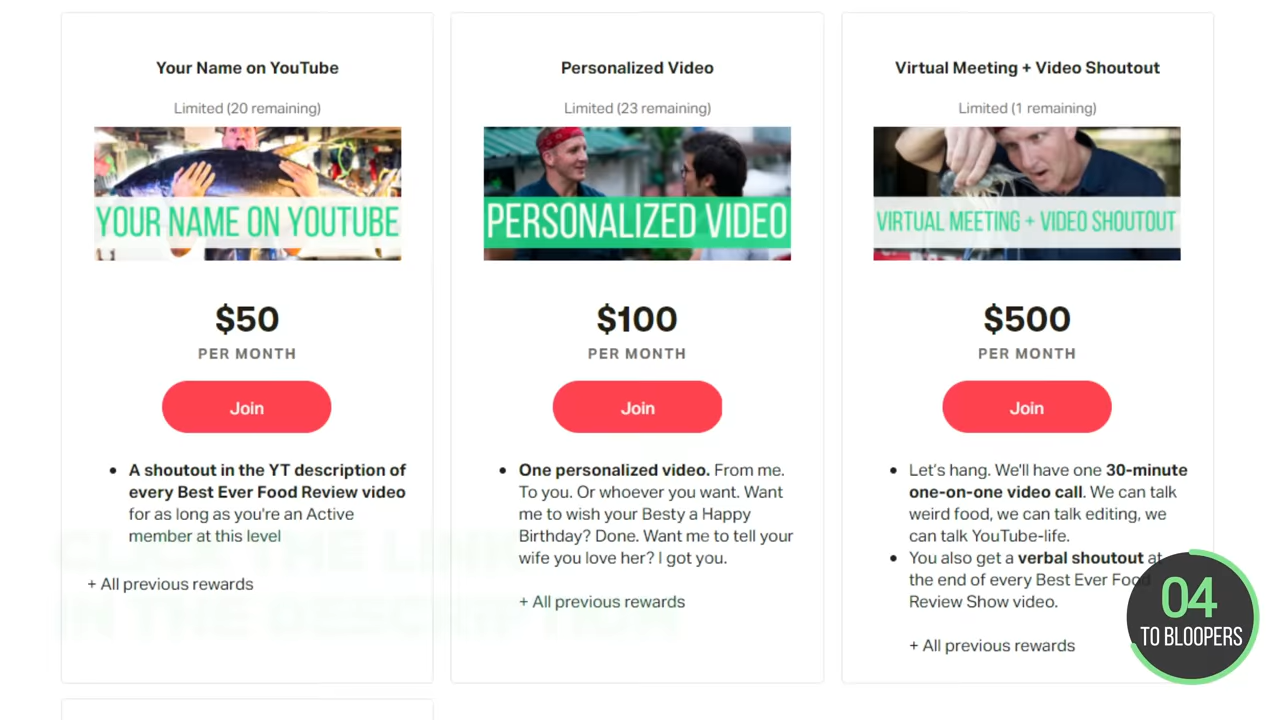 Your Name on YouTube
Limited (20 remaining)
YOUR NAME ON YOUTUBE
$50
PER MONTH
Join
• A shoutout in the YT description of
every Best Ever Food Review video
for as long as you're an Active
member at this level
+ All previous rewards
Personalized Video
Limited (23 remaining)
PERSONALIZED VIDEO
$100
PER MONTH
Join
• One personalized video. From me.
To you. Or whoever you want. Want
me to wish your Besty a Happy
Birthday? Done. Want me to tell your
wife you love her? I got you.
+ All previous rewards
Virtual Meeting + Video Shoutout
Limited (1 remaining)
VIRTUAL MEETING + VIDEO SHOUTOUT
$500
PER MONTH
Join
• Let's hang. We'll have one 30-minute
one-on-one video call. We can talk
weird food, we can talk editing, we
can talk YouTube-life.
• You also get a verbal shoutout at
the end of every Best Ever Food
Review Show video.
+ All previous rewards
CLICK THE LINK
IN THE DESCRIPTION
04
TO BLOOPERS